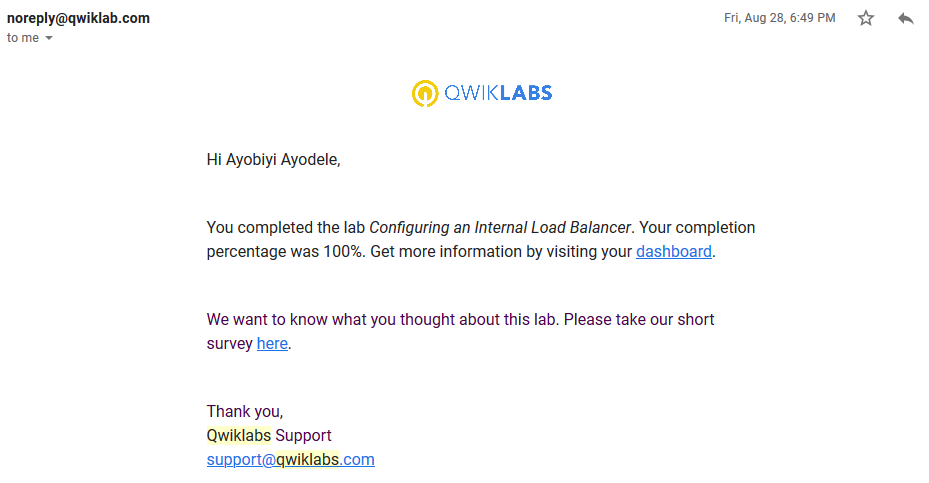 noreply@qwiklab.com
Fri, Aug 28, 6:49 PM
to me
QWIKLABS
Hi Ayobiyi Ayodele,
You completed the lab Configuring an Internal Load Balancer. Your completion
percentage was 100%. Get more information by visiting your dashboard.
We want to know what you thought about this lab. Please take our short
survey here.
Thank you,
Qwiklabs Support
support@qwiklabs.com